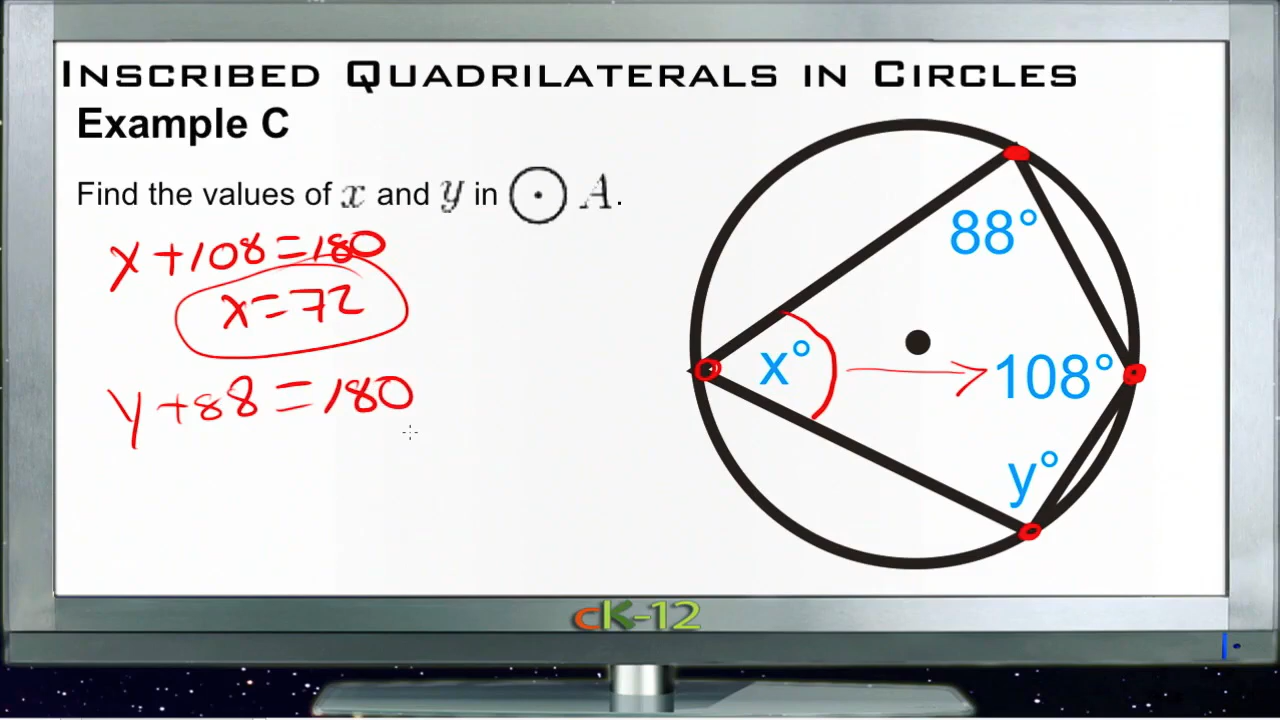 INSCRIBED QUADRILATERALS IN CIRCLES
Example C
Find the values of x and y in ⊙ A.
x+108=180
x=72
y+88=180
88°
x°
108°
y°
cK-12